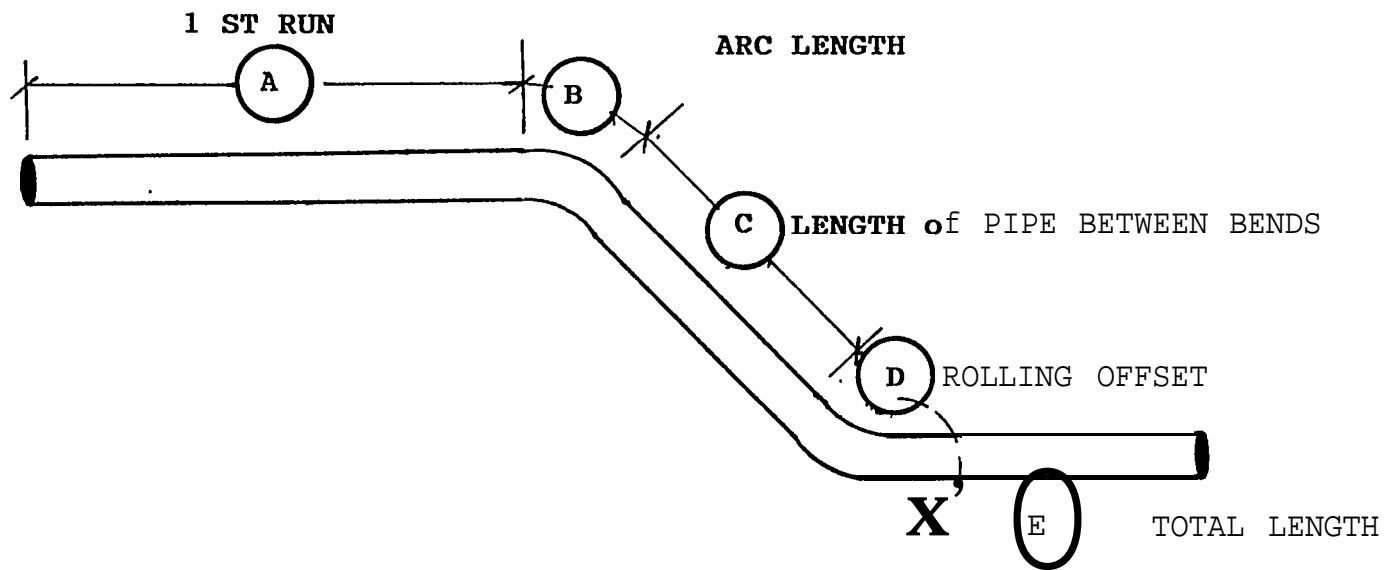 1 ST RUN
ARC LENGTH
A
B
C LENGTH of PIPE BETWEEN BENDS
D ROLLING OFFSET
X
E TOTAL LENGTH